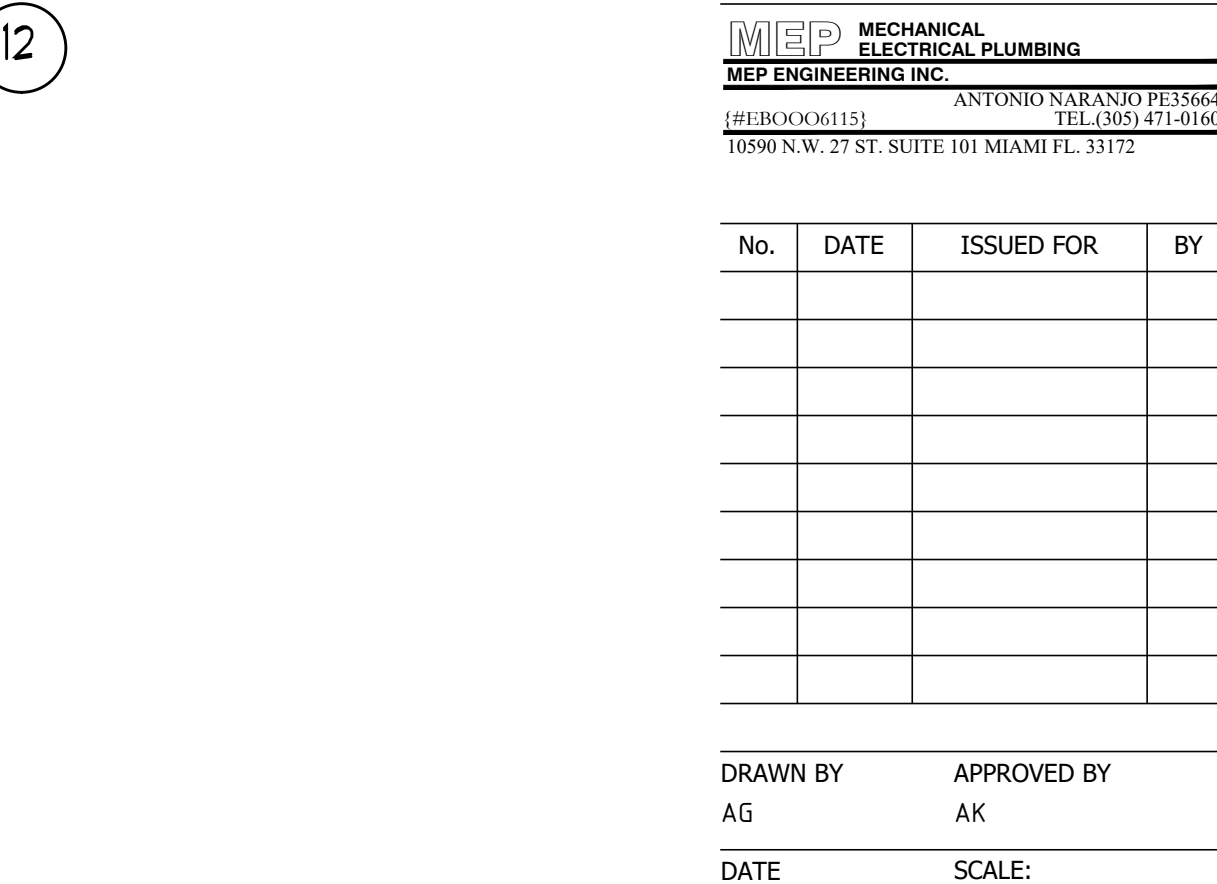 12
MEP MECHANICAL
ELECTRICAL PLUMBING
MEP ENGINEERING INC.
ANTONIO NARANJO PE35664
{#EBOOO6115} TEL.(305) 471-0160
10590 N.W. 27 ST. SUITE 101 MIAMI FL. 33172
No. DATE ISSUED FOR BY
DRAWN BY APPROVED BY
AG AK
DATE SCALE: